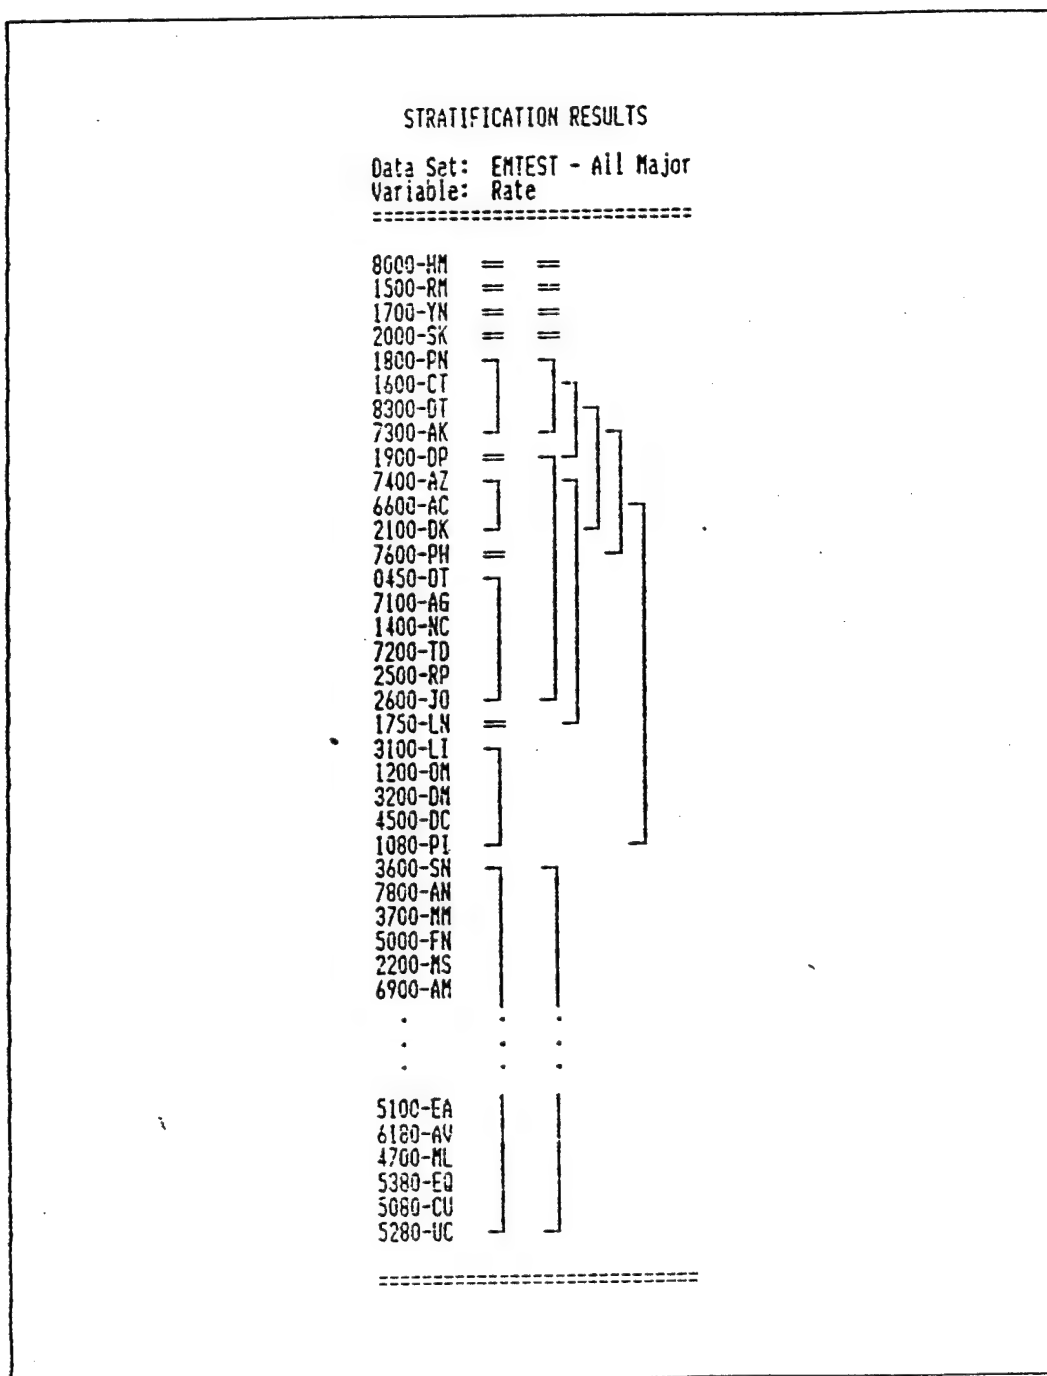 STRATIFICATION RESULTS
Data Set: EMTEST - All Major
Variable: Rate
=============================
8000-HM == ==
1500-RM == ==
1700-YN == ==
2000-SK == ==
1800-PN
1600-CT
8300-DT
7300-AK
1900-DP ==
7400-AZ
6600-AC
2100-DK
7600-PH ==
0450-OT
7100-AG
1400-NC
7200-TD
2500-RP
2600-JO
1750-LN ==
3100-LI
1200-OM
3200-DM
4500-DC
1080-PI
3600-SN
7800-AN
3700-MM
5000-FN
2200-MS
6900-AM
. . .
. . .
. . .
5100-EA
6180-AV
4700-ML
5380-EQ
5080-CU
5280-UC
=============================